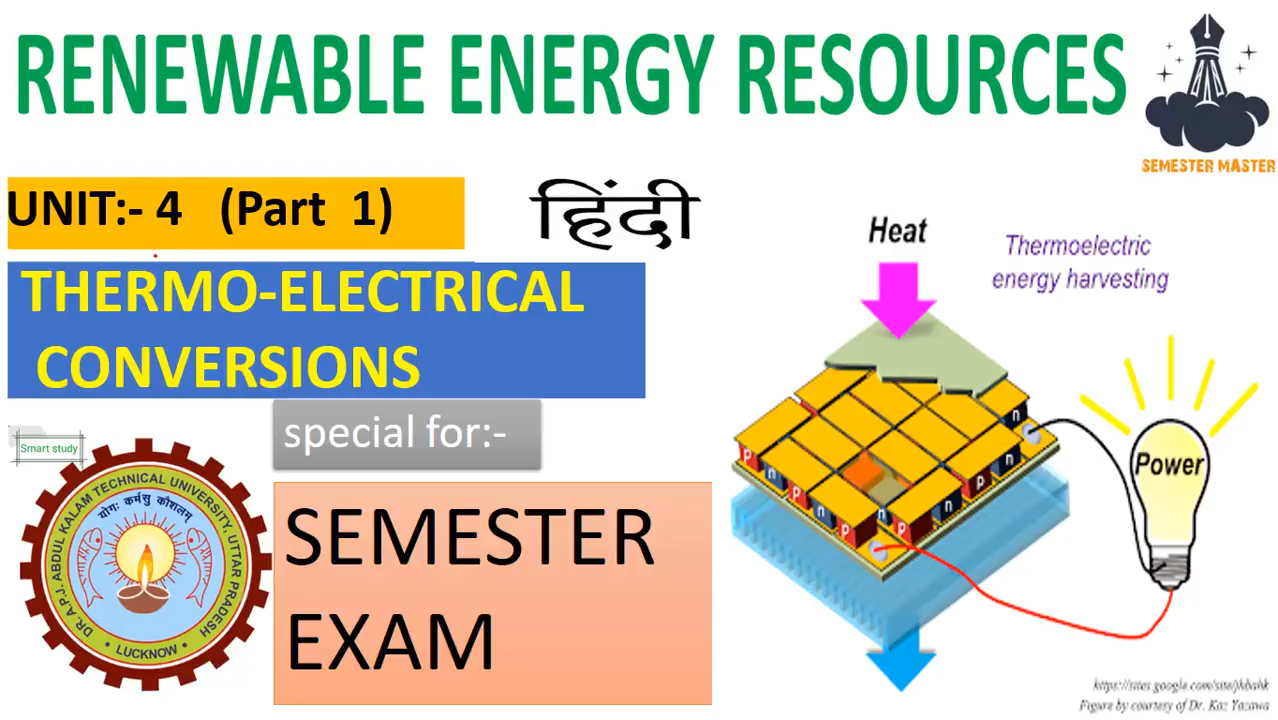 RENEWABLE ENERGY RESOURCES
SEMESTER MASTER
UNIT:- 4 (Part 1)
हिंदी
THERMO-ELECTRICAL
CONVERSIONS
special for:-
SEMESTER
EXAM
Smart study
DR. A.P.J. ABDUL KALAM TECHNICAL UNIVERSITY, UTTAR PRADESH
योगः कर्मसु कौशलम्
LUCKNOW
Heat
Thermoelectric
energy harvesting
n
p n p n p n p n p n
Power
https://sites.google.com/site/jkbahk
Figure by courtesy of Dr. Kaz Yazawa